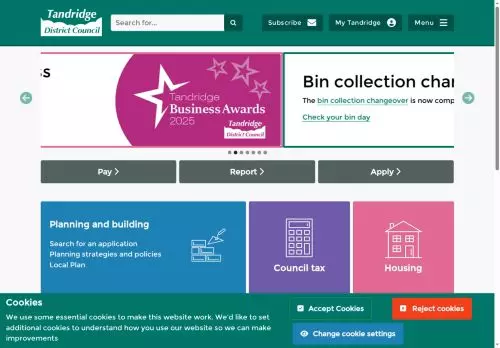 Tandridge
District Council
Search for...
Subscribe
My Tandridge
Menu
ss
Tandridge
Business Awards
2025
Tandridge
District Council
Bin collection chan
The bin collection changeover is now comp
Check your bin day
Pay
Report
Apply
Planning and building
Search for an application
Planning strategies and policies
Local Plan
Council tax
Housing
Cookies
We use some essential cookies to make this website work. We'd like to set
additional cookies to understand how you use our website so we can make
improvements
Accept Cookies
Reject cookies
Change cookie settings